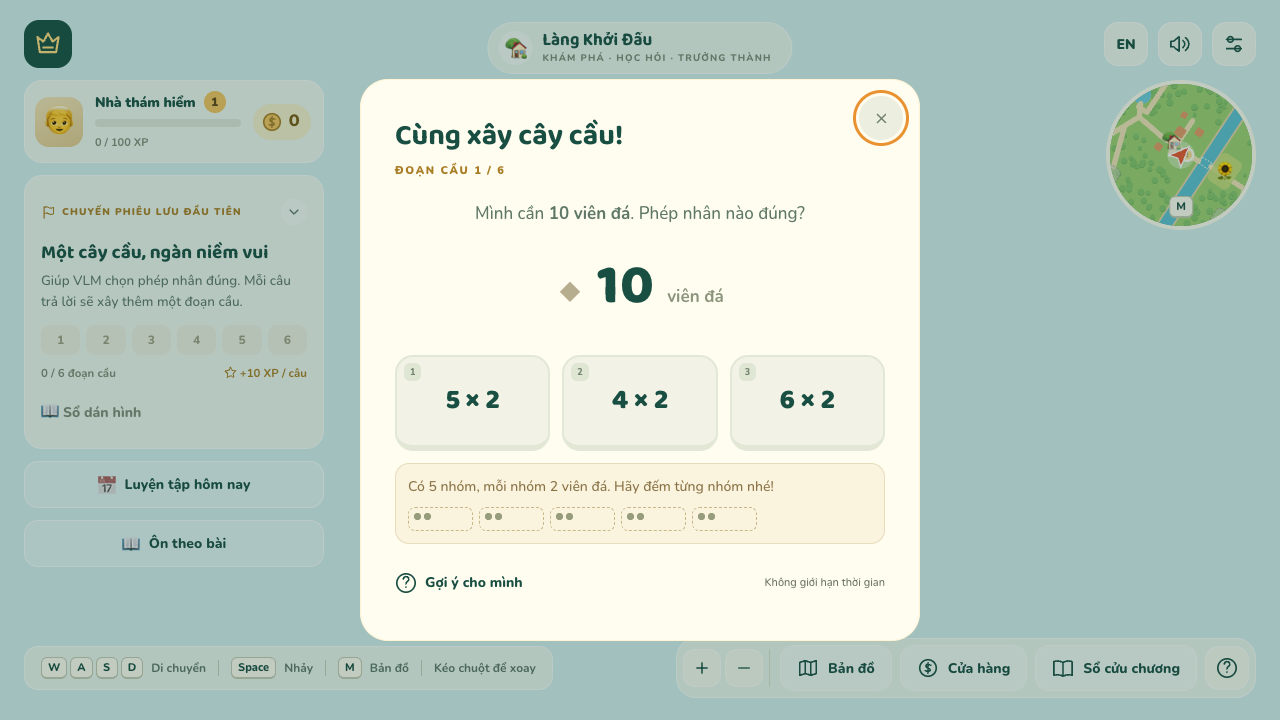 Làng Khởi Đầu
KHÁM PHÁ · HỌC HỎI · TRƯỞNG THÀNH
EN
Nhà thám hiểm 1
0 / 100 XP
0
CHUYẾN PHIÊU LƯU ĐẦU TIÊN
Một cây cầu, ngàn niềm vui
Giúp VLM chọn phép nhân đúng. Mỗi câu
trả lời sẽ xây thêm một đoạn cầu.
1 2 3 4 5 6
0 / 6 đoạn cầu +10 XP / câu
Sổ dán hình
Luyện tập hôm nay
Ôn theo bài
Cùng xây cây cầu!
ĐOẠN CẦU 1 / 6
Mình cần 10 viên đá. Phép nhân nào đúng?
10 viên đá
1 5 × 2
2 4 × 2
3 6 × 2
Có 5 nhóm, mỗi nhóm 2 viên đá. Hãy đếm từng nhóm nhé!
Gợi ý cho mình
Không giới hạn thời gian
M
W A S D Di chuyển Space Nhảy M Bản đồ Kéo chuột để xoay
+ − Bản đồ Cửa hàng Sổ cửu chương